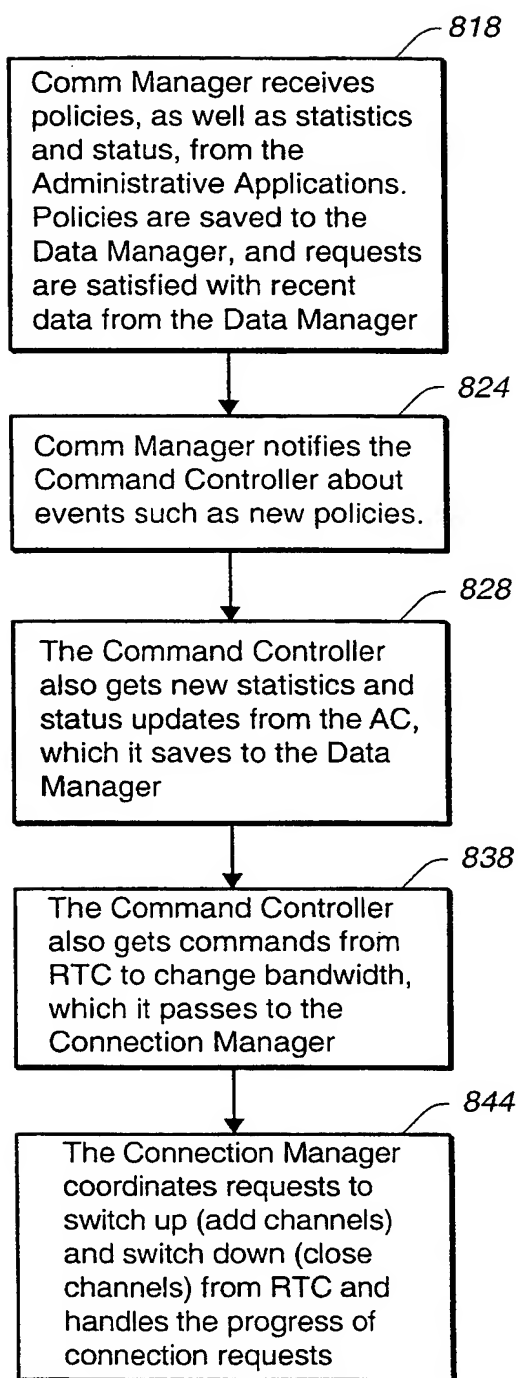 818
Comm Manager receives
policies, as well as statistics
and status, from the
Administrative Applications.
Policies are saved to the
Data Manager, and requests
are satisfied with recent
data from the Data Manager
824
Comm Manager notifies the
Command Controller about
events such as new policies.
828
The Command Controller
also gets new statistics and
status updates from the AC,
which it saves to the Data
Manager
838
The Command Controller
also gets commands from
RTC to change bandwidth,
which it passes to the
Connection Manager
844
The Connection Manager
coordinates requests to
switch up (add channels)
and switch down (close
channels) from RTC and
handles the progress of
connection requests